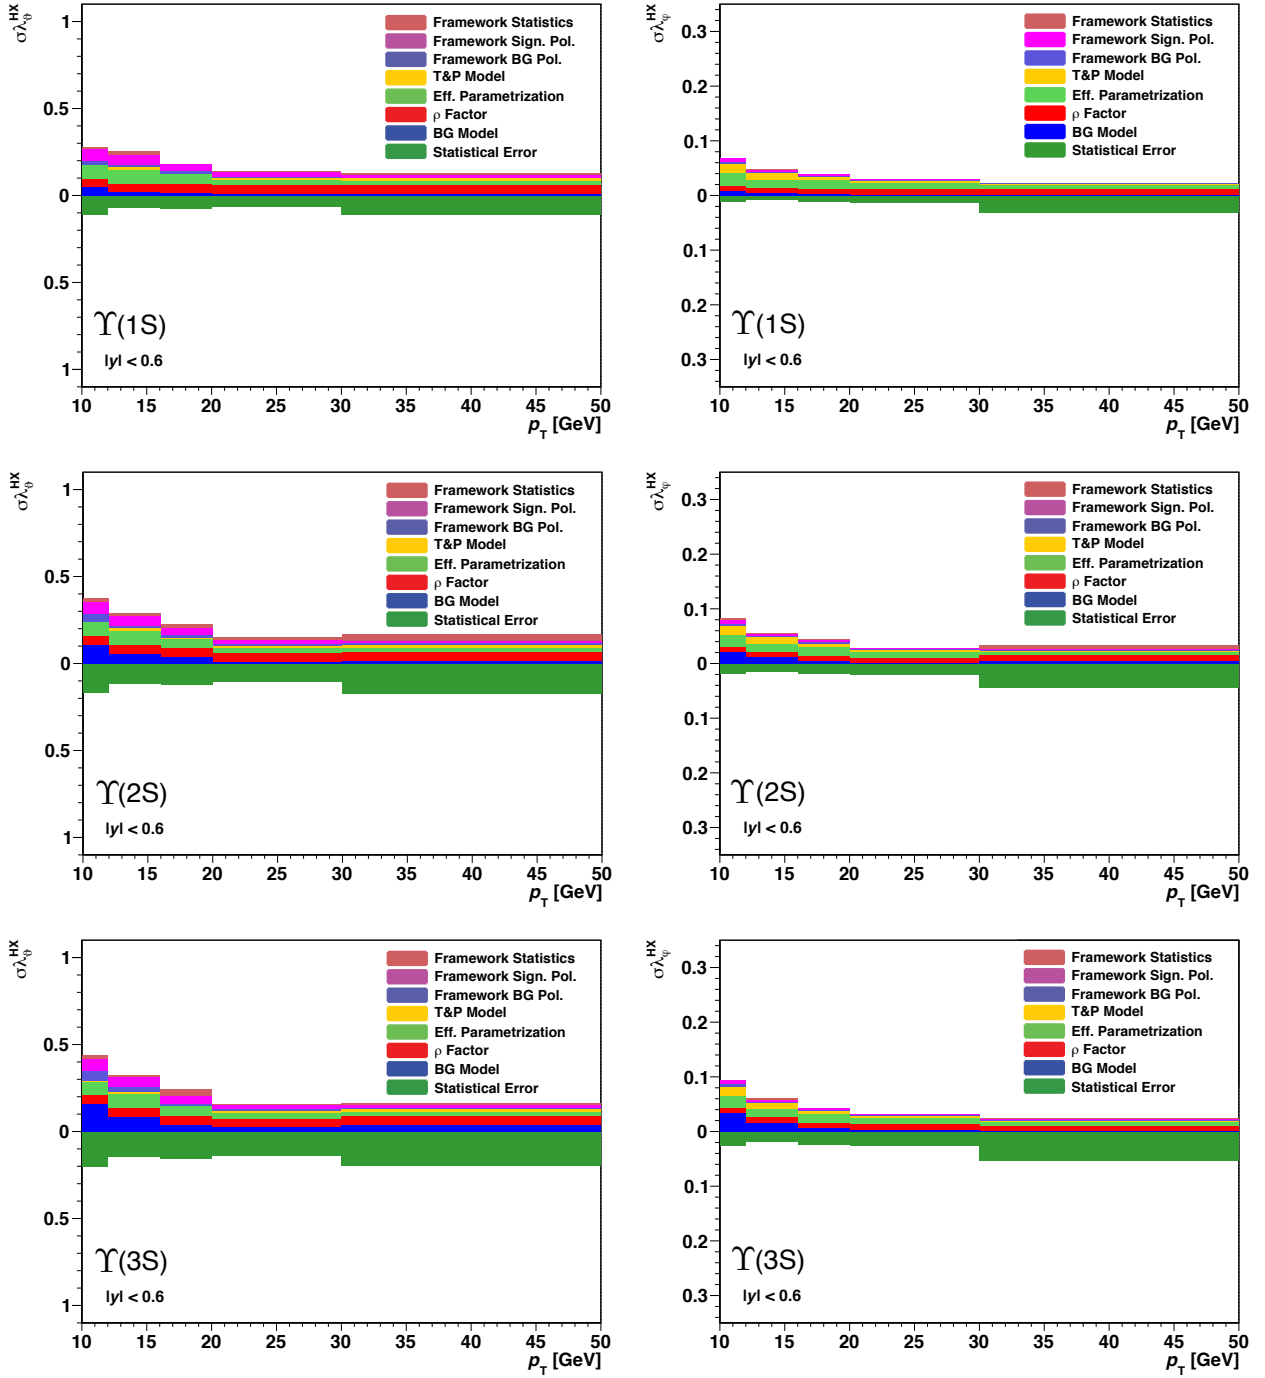 σλ_ϑ^HX
1
0.5
0
0.5
1
Framework Statistics
Framework Sign. Pol.
Framework BG Pol.
T&P Model
Eff. Parametrization
ρ Factor
BG Model
Statistical Error
ϒ(1S)
|y| < 0.6
10 15 20 25 30 35 40 45 50
p_T [GeV]
σλ_φ^HX
0.3
0.2
0.1
0
0.1
0.2
0.3
Framework Statistics
Framework Sign. Pol.
Framework BG Pol.
T&P Model
Eff. Parametrization
ρ Factor
BG Model
Statistical Error
ϒ(1S)
|y| < 0.6
10 15 20 25 30 35 40 45 50
p_T [GeV]
σλ_ϑ^HX
1
0.5
0
0.5
1
Framework Statistics
Framework Sign. Pol.
Framework BG Pol.
T&P Model
Eff. Parametrization
ρ Factor
BG Model
Statistical Error
ϒ(2S)
|y| < 0.6
10 15 20 25 30 35 40 45 50
p_T [GeV]
σλ_φ^HX
0.3
0.2
0.1
0
0.1
0.2
0.3
Framework Statistics
Framework Sign. Pol.
Framework BG Pol.
T&P Model
Eff. Parametrization
ρ Factor
BG Model
Statistical Error
ϒ(2S)
|y| < 0.6
10 15 20 25 30 35 40 45 50
p_T [GeV]
σλ_ϑ^HX
1
0.5
0
0.5
1
Framework Statistics
Framework Sign. Pol.
Framework BG Pol.
T&P Model
Eff. Parametrization
ρ Factor
BG Model
Statistical Error
ϒ(3S)
|y| < 0.6
10 15 20 25 30 35 40 45 50
p_T [GeV]
σλ_φ^HX
0.3
0.2
0.1
0
0.1
0.2
0.3
Framework Statistics
Framework Sign. Pol.
Framework BG Pol.
T&P Model
Eff. Parametrization
ρ Factor
BG Model
Statistical Error
ϒ(3S)
|y| < 0.6
10 15 20 25 30 35 40 45 50
p_T [GeV]